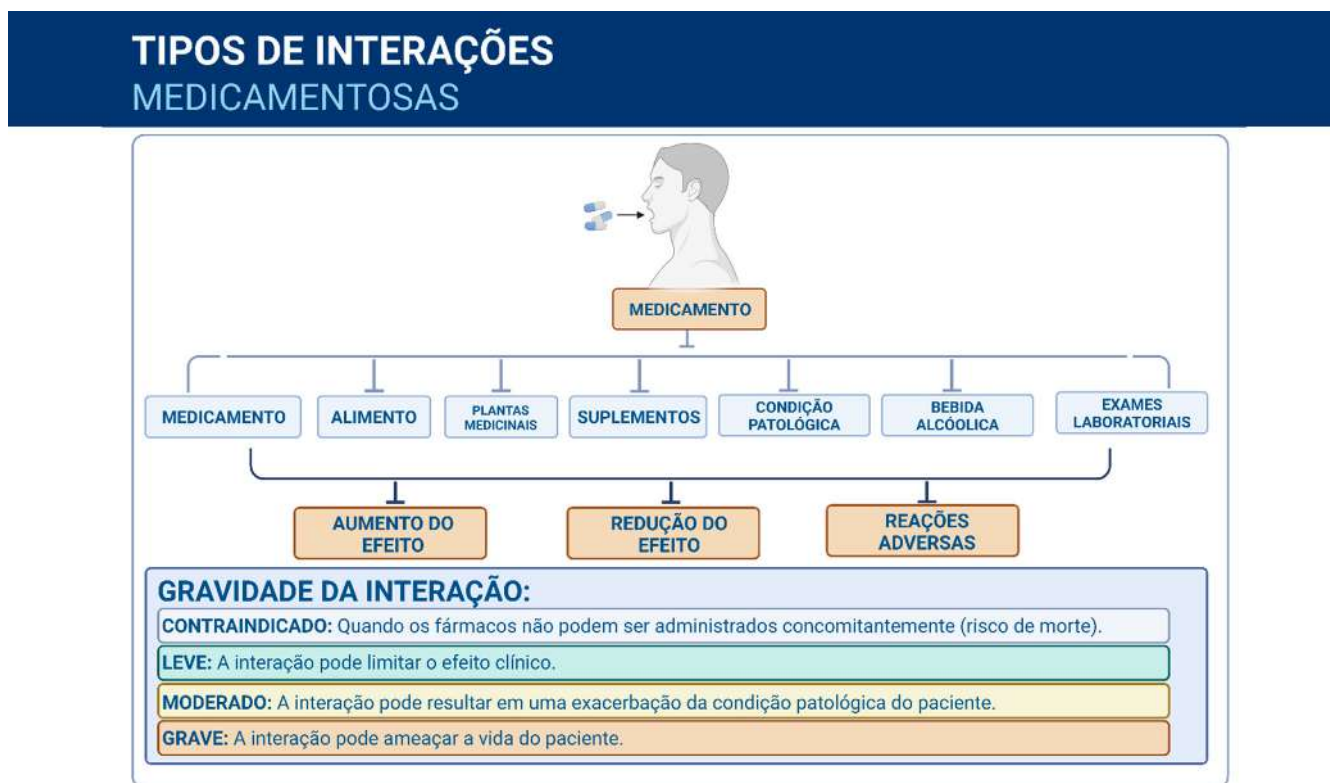 TIPOS DE INTERAÇÕES
MEDICAMENTOSAS
MEDICAMENTO
MEDICAMENTO
ALIMENTO
PLANTAS
MEDICINAIS
SUPLEMENTOS
CONDIÇÃO
PATOLÓGICA
BEBIDA
ALCÓOLICA
EXAMES
LABORATORIAIS
AUMENTO DO
EFEITO
REDUÇÃO DO
EFEITO
REAÇÕES
ADVERSAS
GRAVIDADE DA INTERAÇÃO:
CONTRAINDICADO: Quando os fármacos não podem ser administrados concomitantemente (risco de morte).
LEVE: A interação pode limitar o efeito clínico.
MODERADO: A interação pode resultar em uma exacerbação da condição patológica do paciente.
GRAVE: A interação pode ameaçar a vida do paciente.